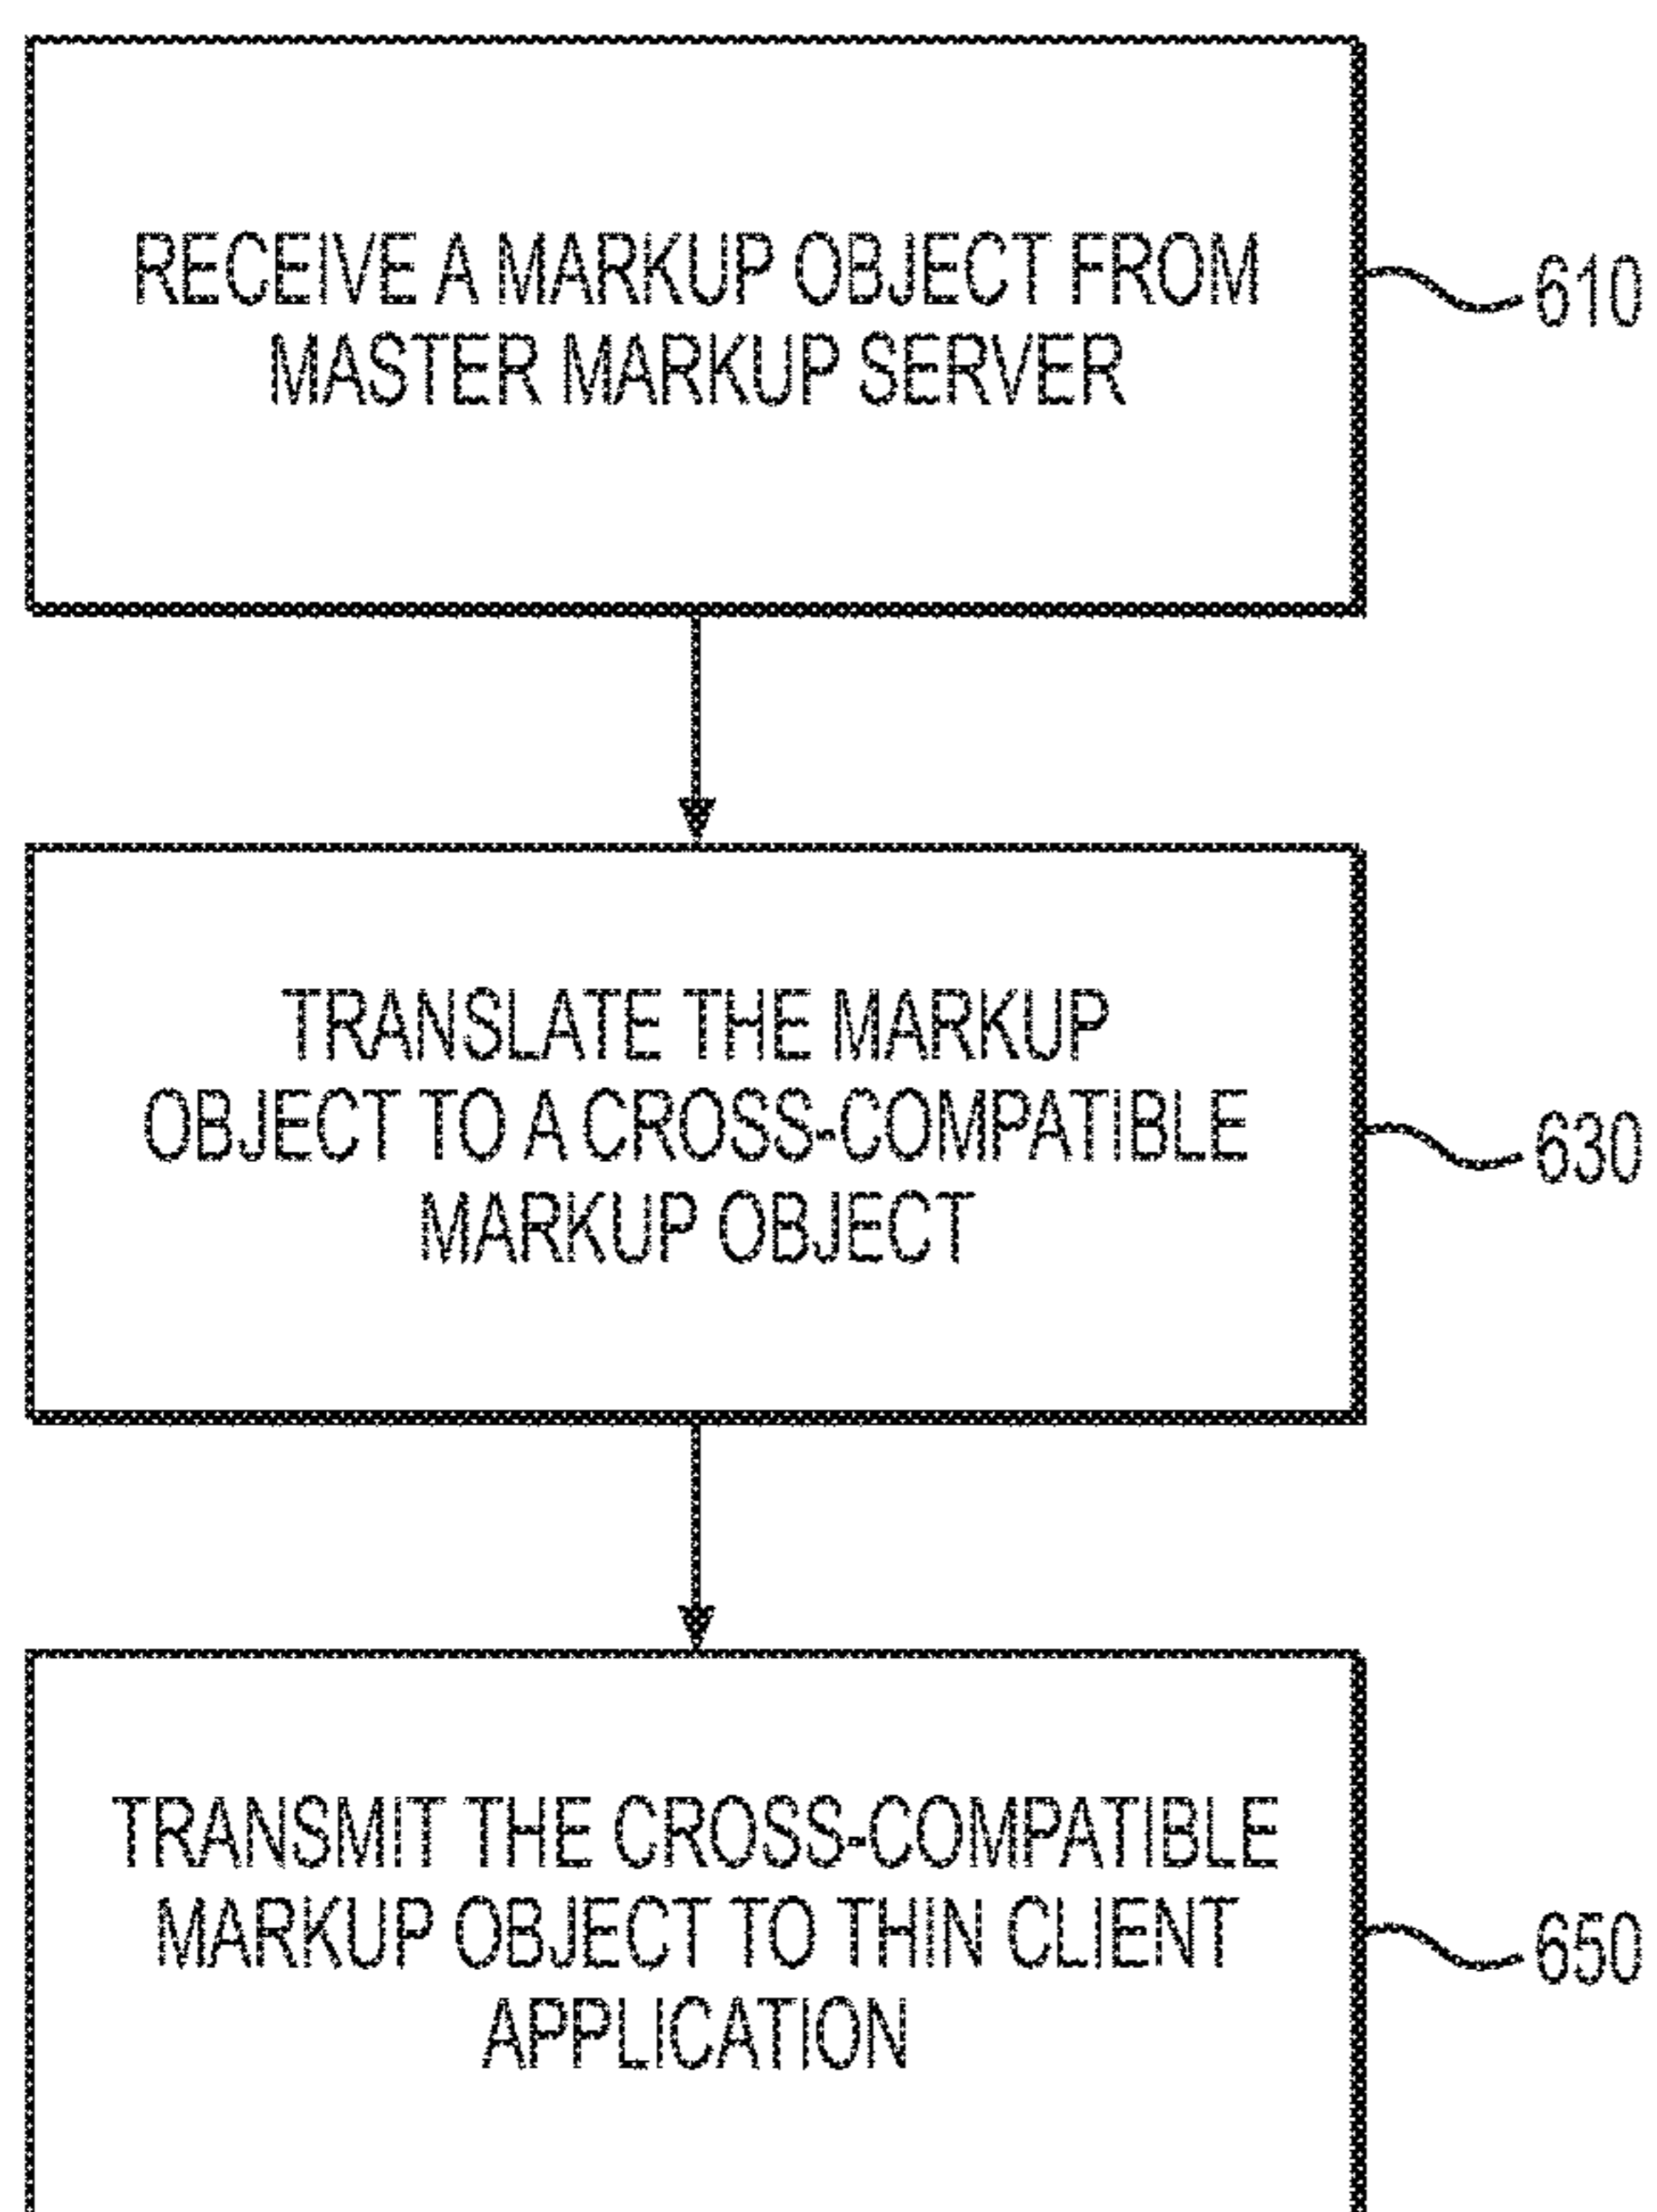 RECEIVE A MARKUP OBJECT FROM
MASTER MARKUP SERVER
610
TRANSLATE THE MARKUP
OBJECT TO A CROSS-COMPATIBLE
MARKUP OBJECT
630
TRANSMIT THE CROSS-COMPATIBLE
MARKUP OBJECT TO THIN CLIENT
APPLICATION
650